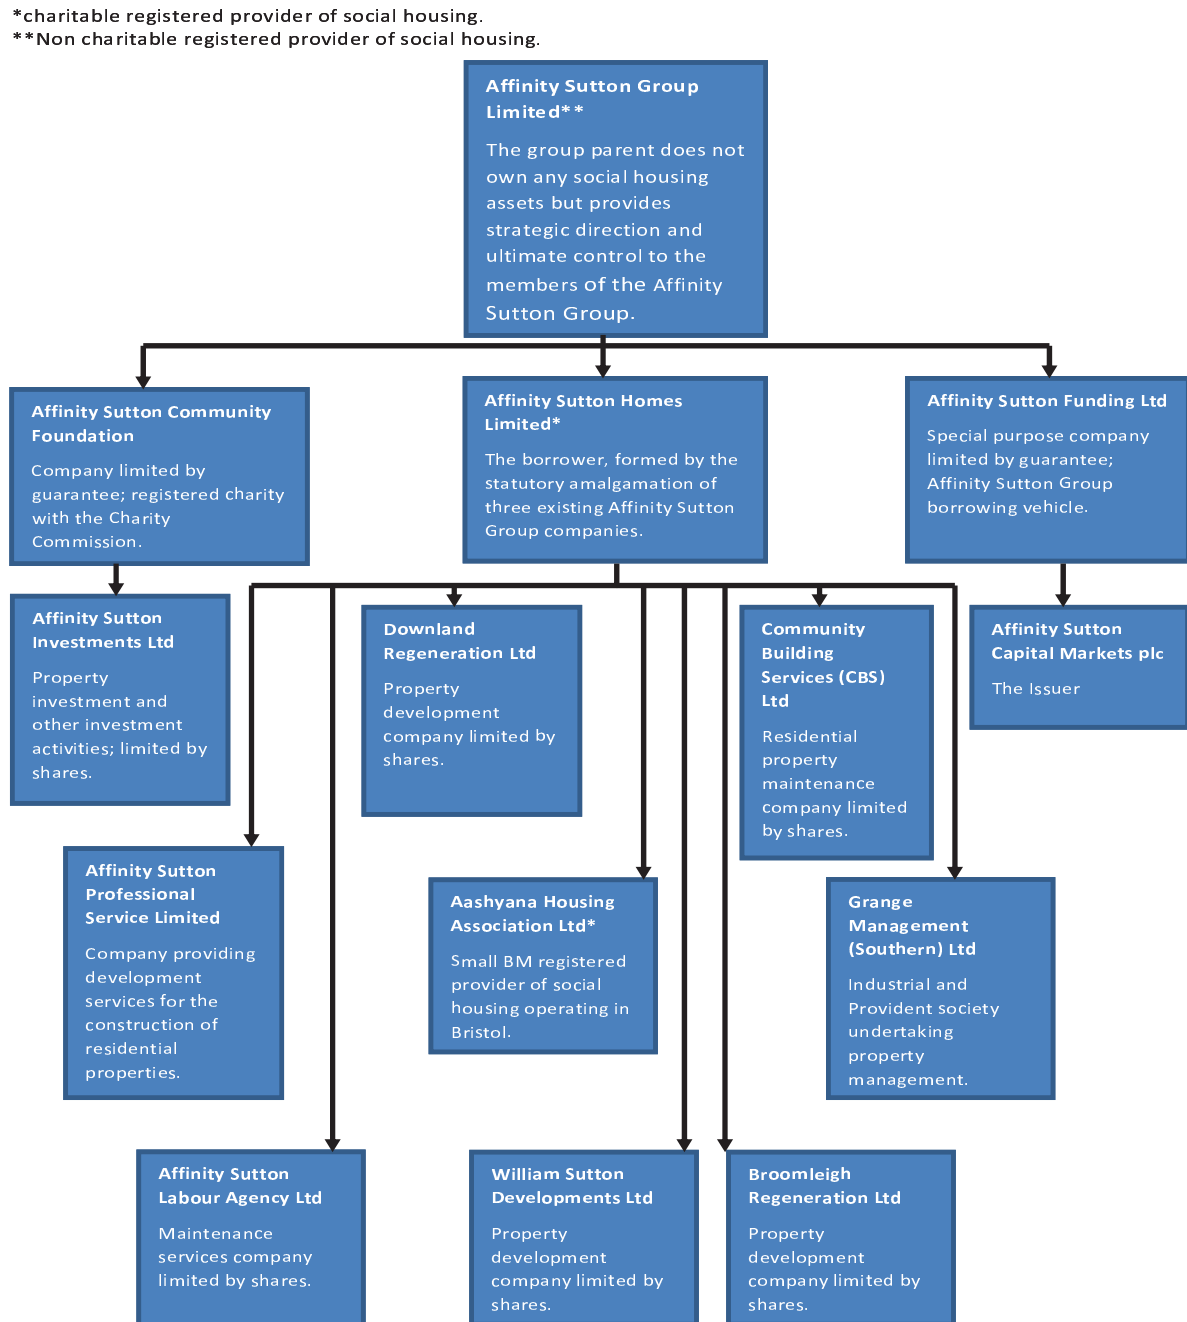 *charitable registered provider of social housing.
**Non charitable registered provider of social housing.
Affinity Sutton Group
Limited**
The group parent does not
own any social housing
assets but provides
strategic direction and
ultimate control to the
members of the Affinity
Sutton Group.
Affinity Sutton Community
Foundation
Company limited by
guarantee; registered charity
with the Charity
Commission.
Affinity Sutton Homes
Limited*
The borrower, formed by the
statutory amalgamation of
three existing Affinity Sutton
Group companies.
Affinity Sutton Funding Ltd
Special purpose company
limited by guarantee;
Affinity Sutton Group
borrowing vehicle.
Affinity Sutton
Investments Ltd
Property
investment and
other investment
activities; limited by
shares.
Downland
Regeneration Ltd
Property
development
company limited by
shares.
Community
Building
Services (CBS)
Ltd
Residential
property
maintenance
company limited
by shares.
Affinity Sutton
Capital Markets plc
The Issuer
Affinity Sutton
Professional
Service Limited
Company providing
development
services for the
construction of
residential
properties.
Aashyana Housing
Association Ltd*
Small BM registered
provider of social
housing operating in
Bristol.
Grange
Management
(Southern) Ltd
Industrial and
Provident society
undertaking
property
management.
Affinity Sutton
Labour Agency Ltd
Maintenance
services company
limited by shares.
William Sutton
Developments Ltd
Property
development
company limited by
shares.
Broomleigh
Regeneration Ltd
Property
development
company limited by
shares.